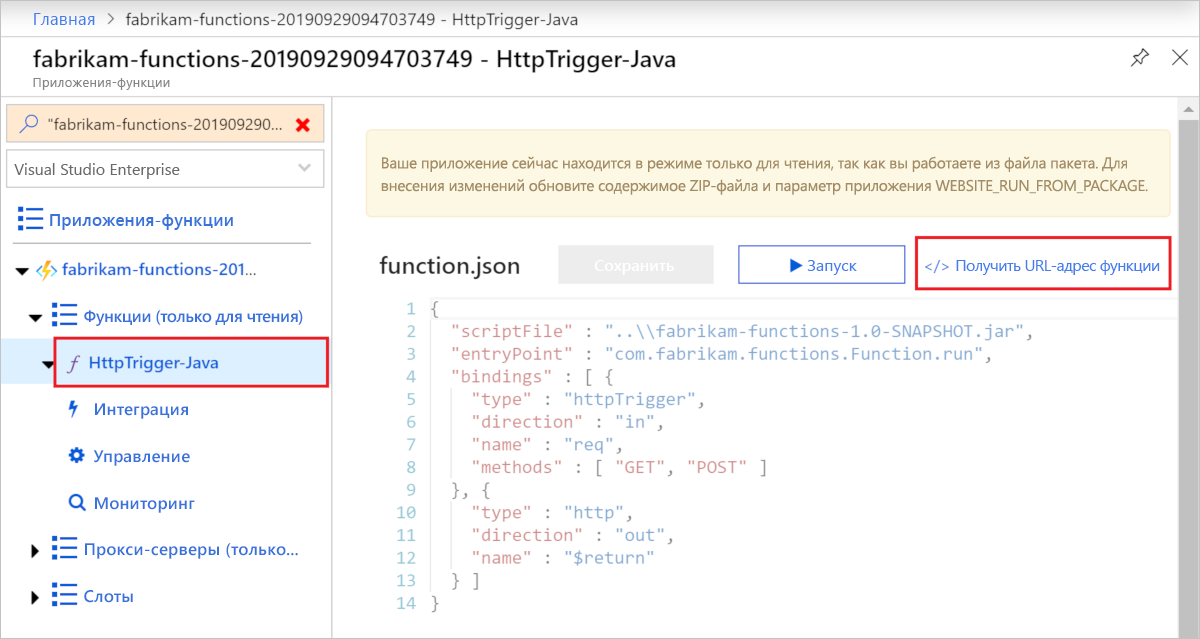 Главная > fabrikam-functions-20190929094703749 - HttpTrigger-Java
fabrikam-functions-20190929094703749 - HttpTrigger-Java
Приложения-функции
"fabrikam-functions-201909290...
Visual Studio Enterprise
Приложения-функции
fabrikam-functions-201...
Функции (только для чтения)
HttpTrigger-Java
Интеграция
Управление
Мониторинг
Прокси-серверы (только...
Слоты
Ваше приложение сейчас находится в режиме только для чтения, так как вы работаете из файла пакета. Для
внесения изменений обновите содержимое ZIP-файла и параметр приложения WEBSITE_RUN_FROM_PACKAGE.
function.json
Сохранить
Запуск
</> Получить URL-адрес функции
1 {
2 "scriptFile" : "..\\fabrikam-functions-1.0-SNAPSHOT.jar",
3 "entryPoint" : "com.fabrikam.functions.Function.run",
4 "bindings" : [ {
5 "type" : "httpTrigger",
6 "direction" : "in",
7 "name" : "req",
8 "methods" : [ "GET", "POST" ]
9 }, {
10 "type" : "http",
11 "direction" : "out",
12 "name" : "$return"
13 } ]
14 }